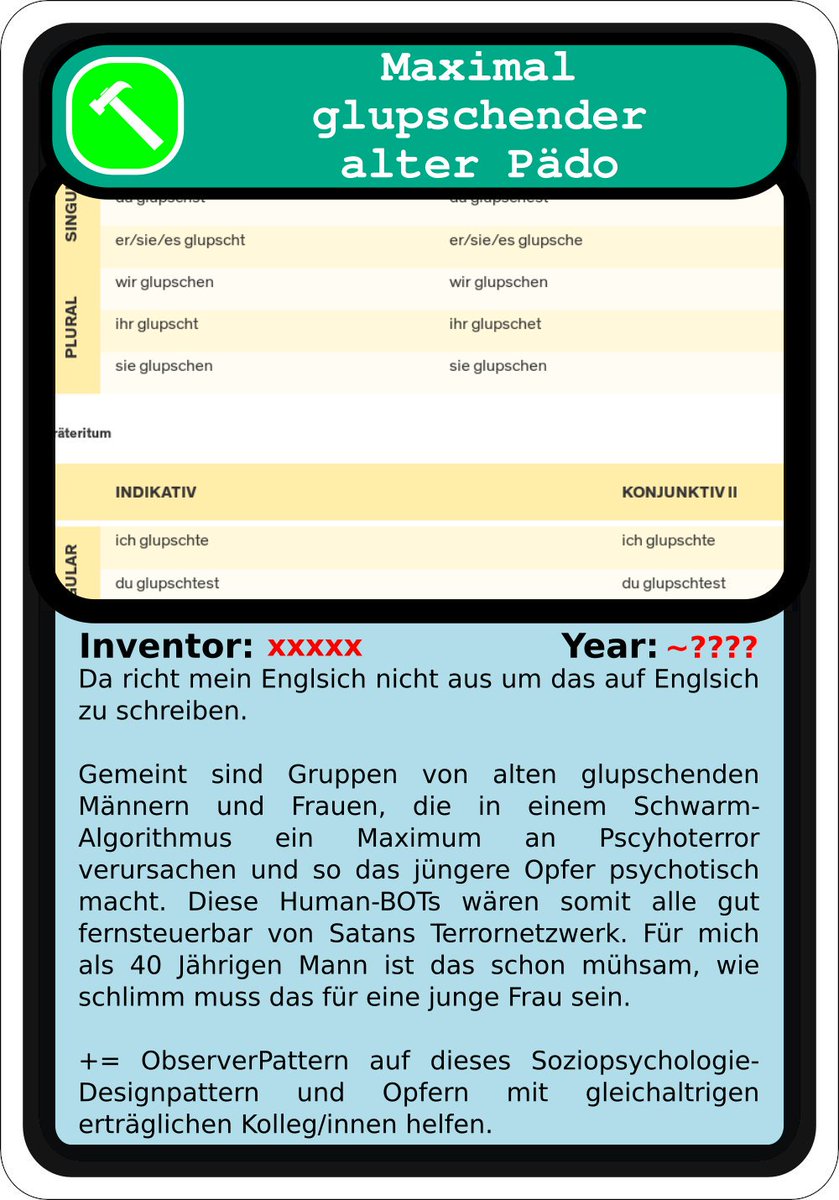 Maximal
glupschender
alter Pädo
SINGU
du glupschst du glupschest
er/sie/es glupscht er/sie/es glupsche
PLURAL
wir glupschen wir glupschen
ihr glupscht ihr glupschet
sie glupschen sie glupschen
räteritum
INDIKATIV KONJUNKTIV II
GULAR
ich glupschte ich glupschte
du glupschtest du glupschtest
Inventor: xxxxx Year: ~????
Da richt mein Englsich nicht aus um das auf Englsich
zu schreiben.
Gemeint sind Gruppen von alten glupschenden
Männern und Frauen, die in einem Schwarm-
Algorithmus ein Maximum an Pscyhoterror
verursachen und so das jüngere Opfer psychotisch
macht. Diese Human-BOTs wären somit alle gut
fernsteuerbar von Satans Terrornetzwerk. Für mich
als 40 Jährigen Mann ist das schon mühsam, wie
schlimm muss das für eine junge Frau sein.
+= ObserverPattern auf dieses Soziopsychologie-
Designpattern und Opfern mit gleichaltrigen
erträglichen Kolleg/innen helfen.